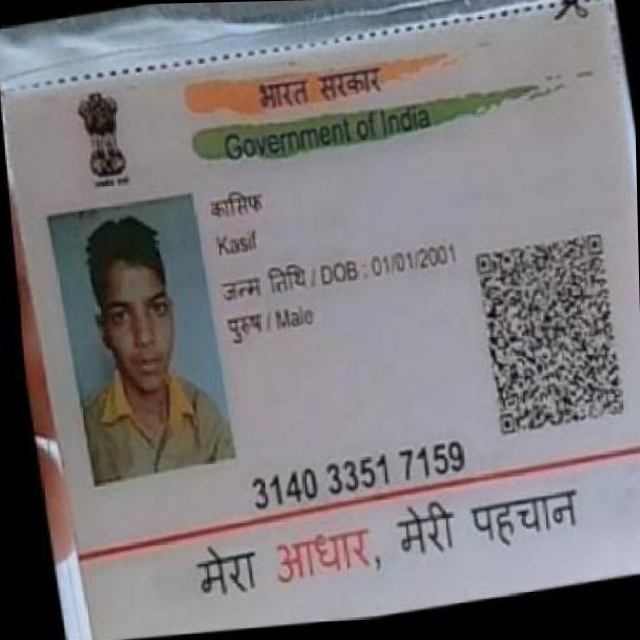 भारत सरकार
Government of India
कासिफ
Kasif
जन्म तिथि / DOB : 01/01/2001
पुरुष / Male
3140 3351 7159
मेरा आधार, मेरी पहचान